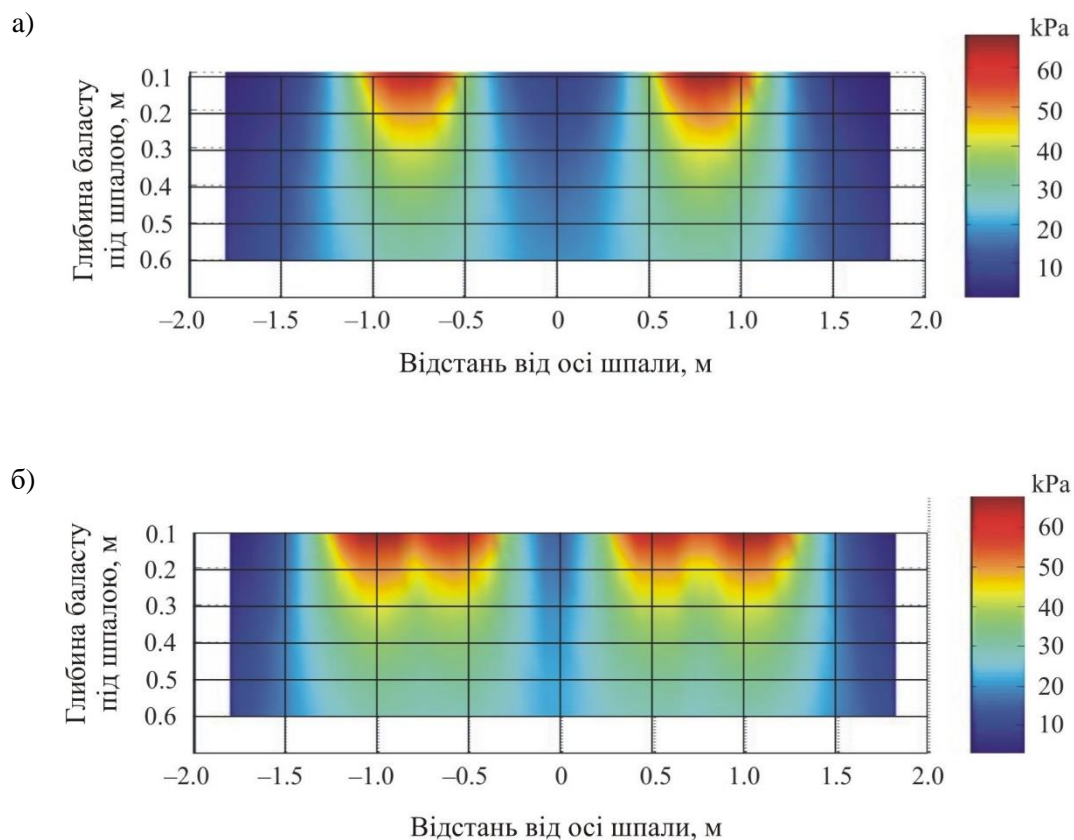 а)
kPa
Глибина баласту
під шпалою, м
0.1
0.2
0.3
0.4
0.5
0.6
60
50
40
30
20
10
–2.0 –1.5 –1.0 –0.5 0 0.5 1.0 1.5 2.0
Відстань від осі шпали, м
б)
kPa
Глибина баласту
під шпалою, м
0.1
0.2
0.3
0.4
0.5
0.6
60
50
40
30
20
10
–2.0 –1.5 –1.0 –0.5 0 0.5 1.0 1.5 2.0
Відстань від осі шпали, м